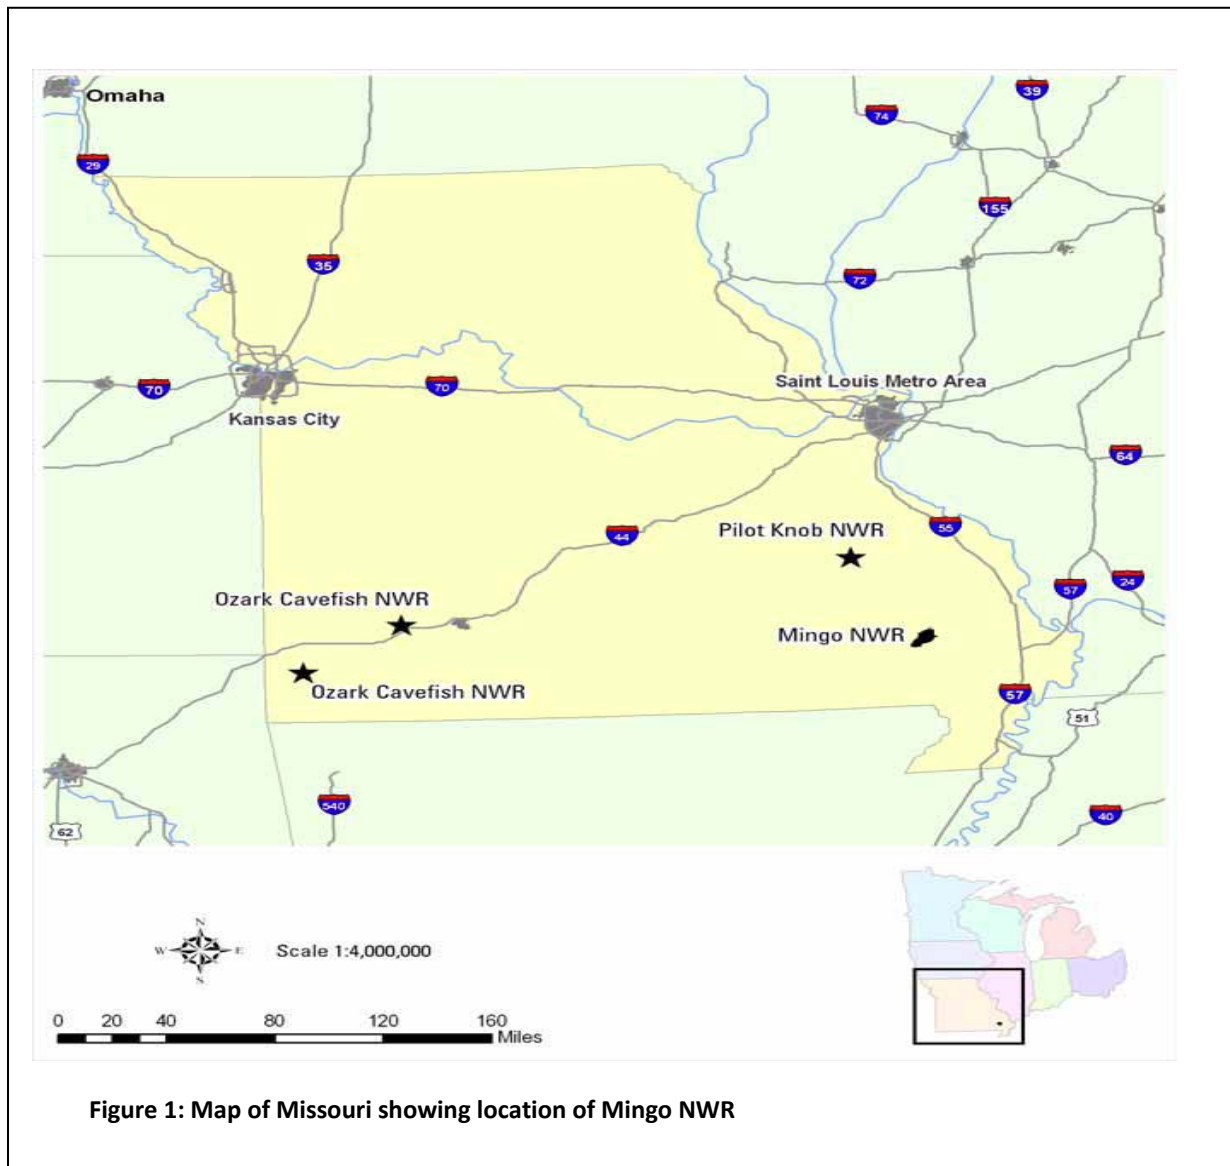 Omaha
39
74
29
155
35
72
70
70
Saint Louis Metro Area
Kansas City
64
55
Pilot Knob NWR
44
24
57
Ozark Cavefish NWR
Mingo NWR
Ozark Cavefish NWR
57
51
540
40
62
N
W E
S
Scale 1:4,000,000
0 20 40 80 120 160
Miles
Figure 1: Map of Missouri showing location of Mingo NWR